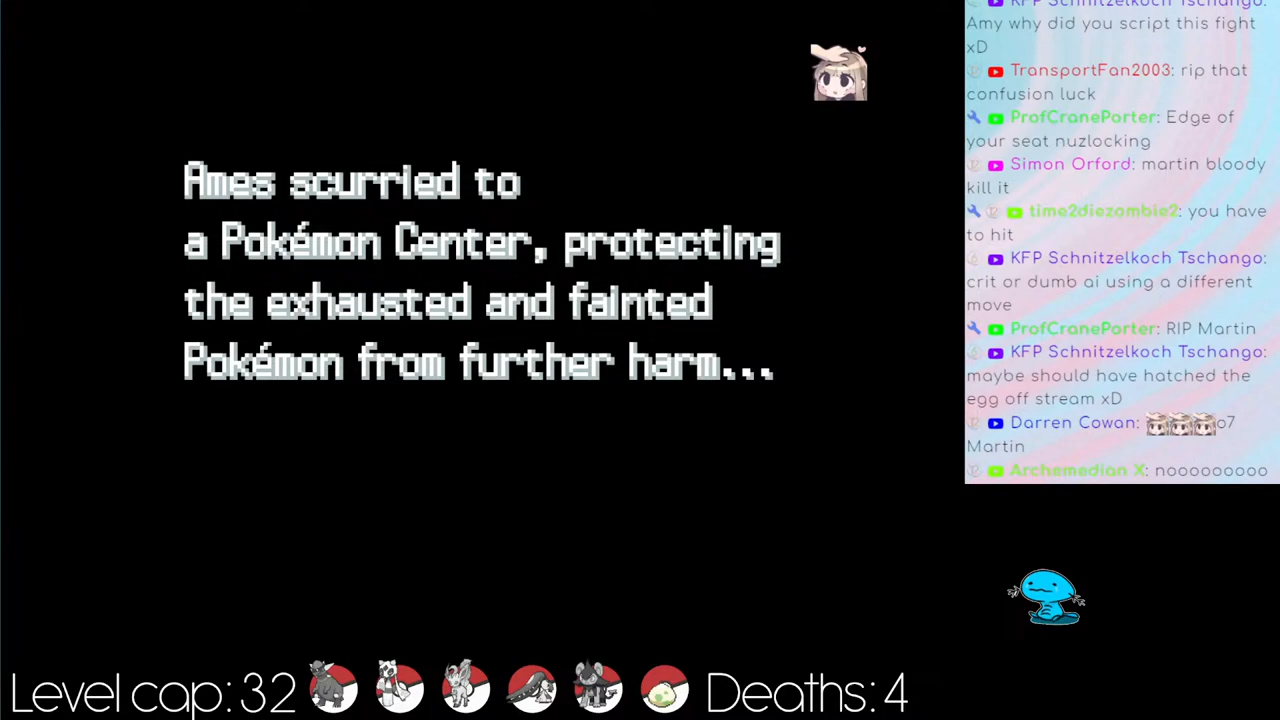 KFP Schnitzelkoch Tschango:
Amy why did you script this fight
xD
TransportFan2003: rip that
confusion luck
ProfCranePorter: Edge of
your seat nuzlocking
Simon Orford: martin bloody
kill it
time2diezombie2: you have
to hit
KFP Schnitzelkoch Tschango:
crit or dumb ai using a different
move
ProfCranePorter: RIP Martin
KFP Schnitzelkoch Tschango:
maybe should have hatched the
egg off stream xD
Darren Cowan: o7
Martin
Archemedian X: nooooooooo
Ames scurried to
a Pokémon Center, protecting
the exhausted and fainted
Pokémon from further harm...
Level cap: 32 Deaths: 4